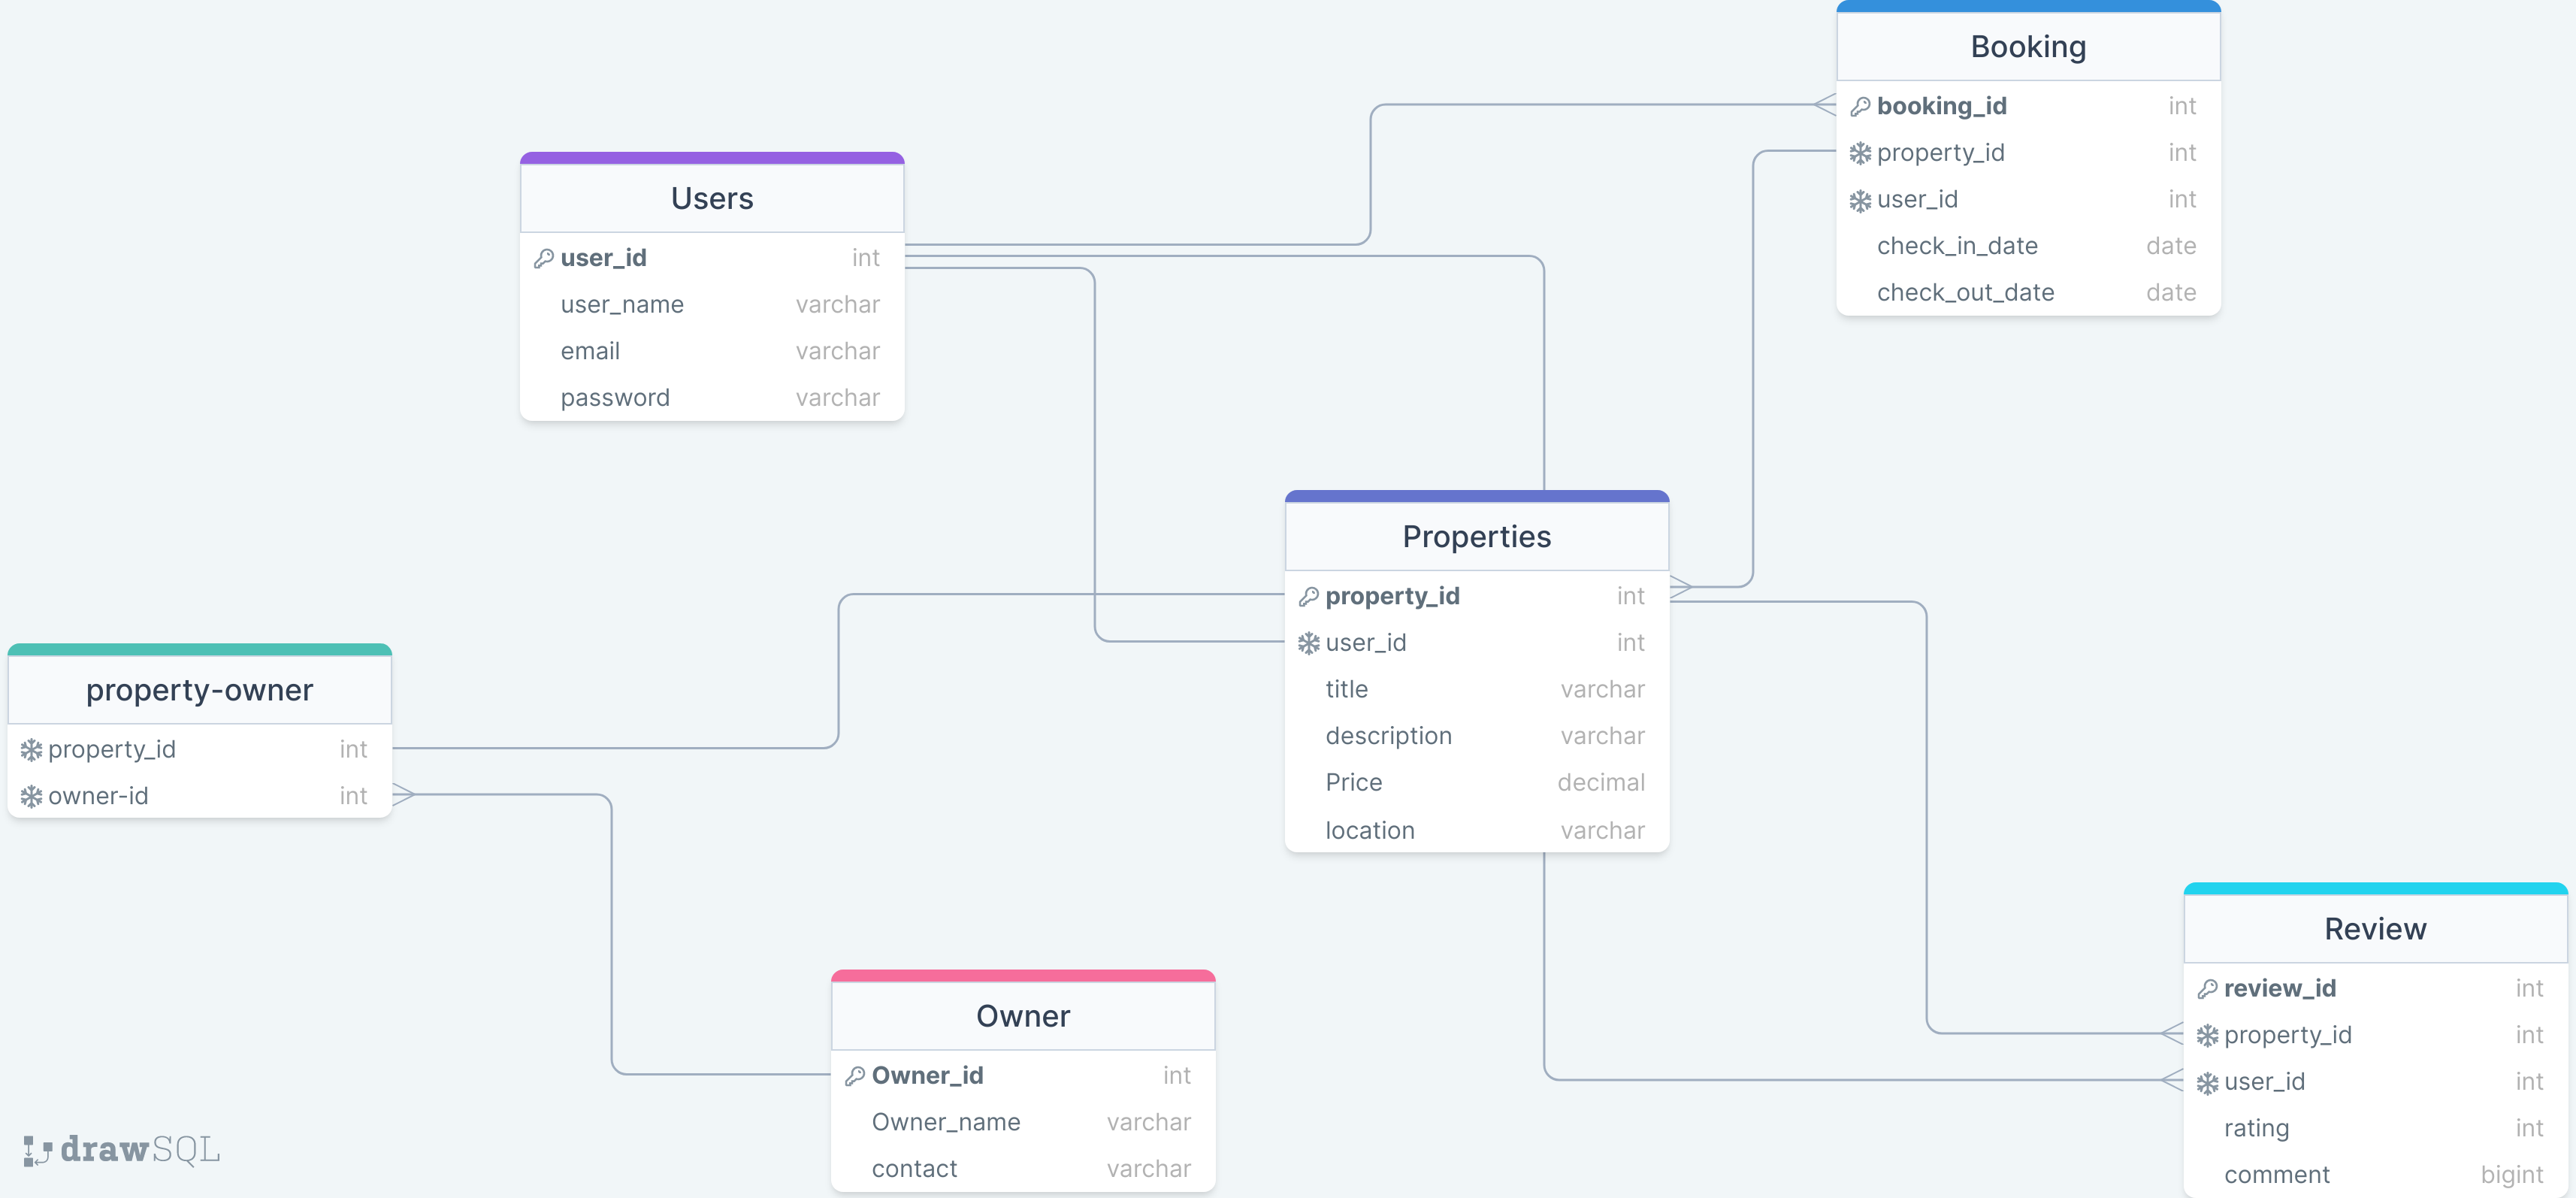 Booking
booking_id int
property_id int
user_id int
check_in_date date
check_out_date date
Users
user_id int
user_name varchar
email varchar
password varchar
Properties
property_id int
user_id int
title varchar
description varchar
Price decimal
location varchar
property-owner
property_id int
owner-id int
Owner
Owner_id int
Owner_name varchar
contact varchar
Review
review_id int
property_id int
user_id int
rating int
comment bigint
drawSQL